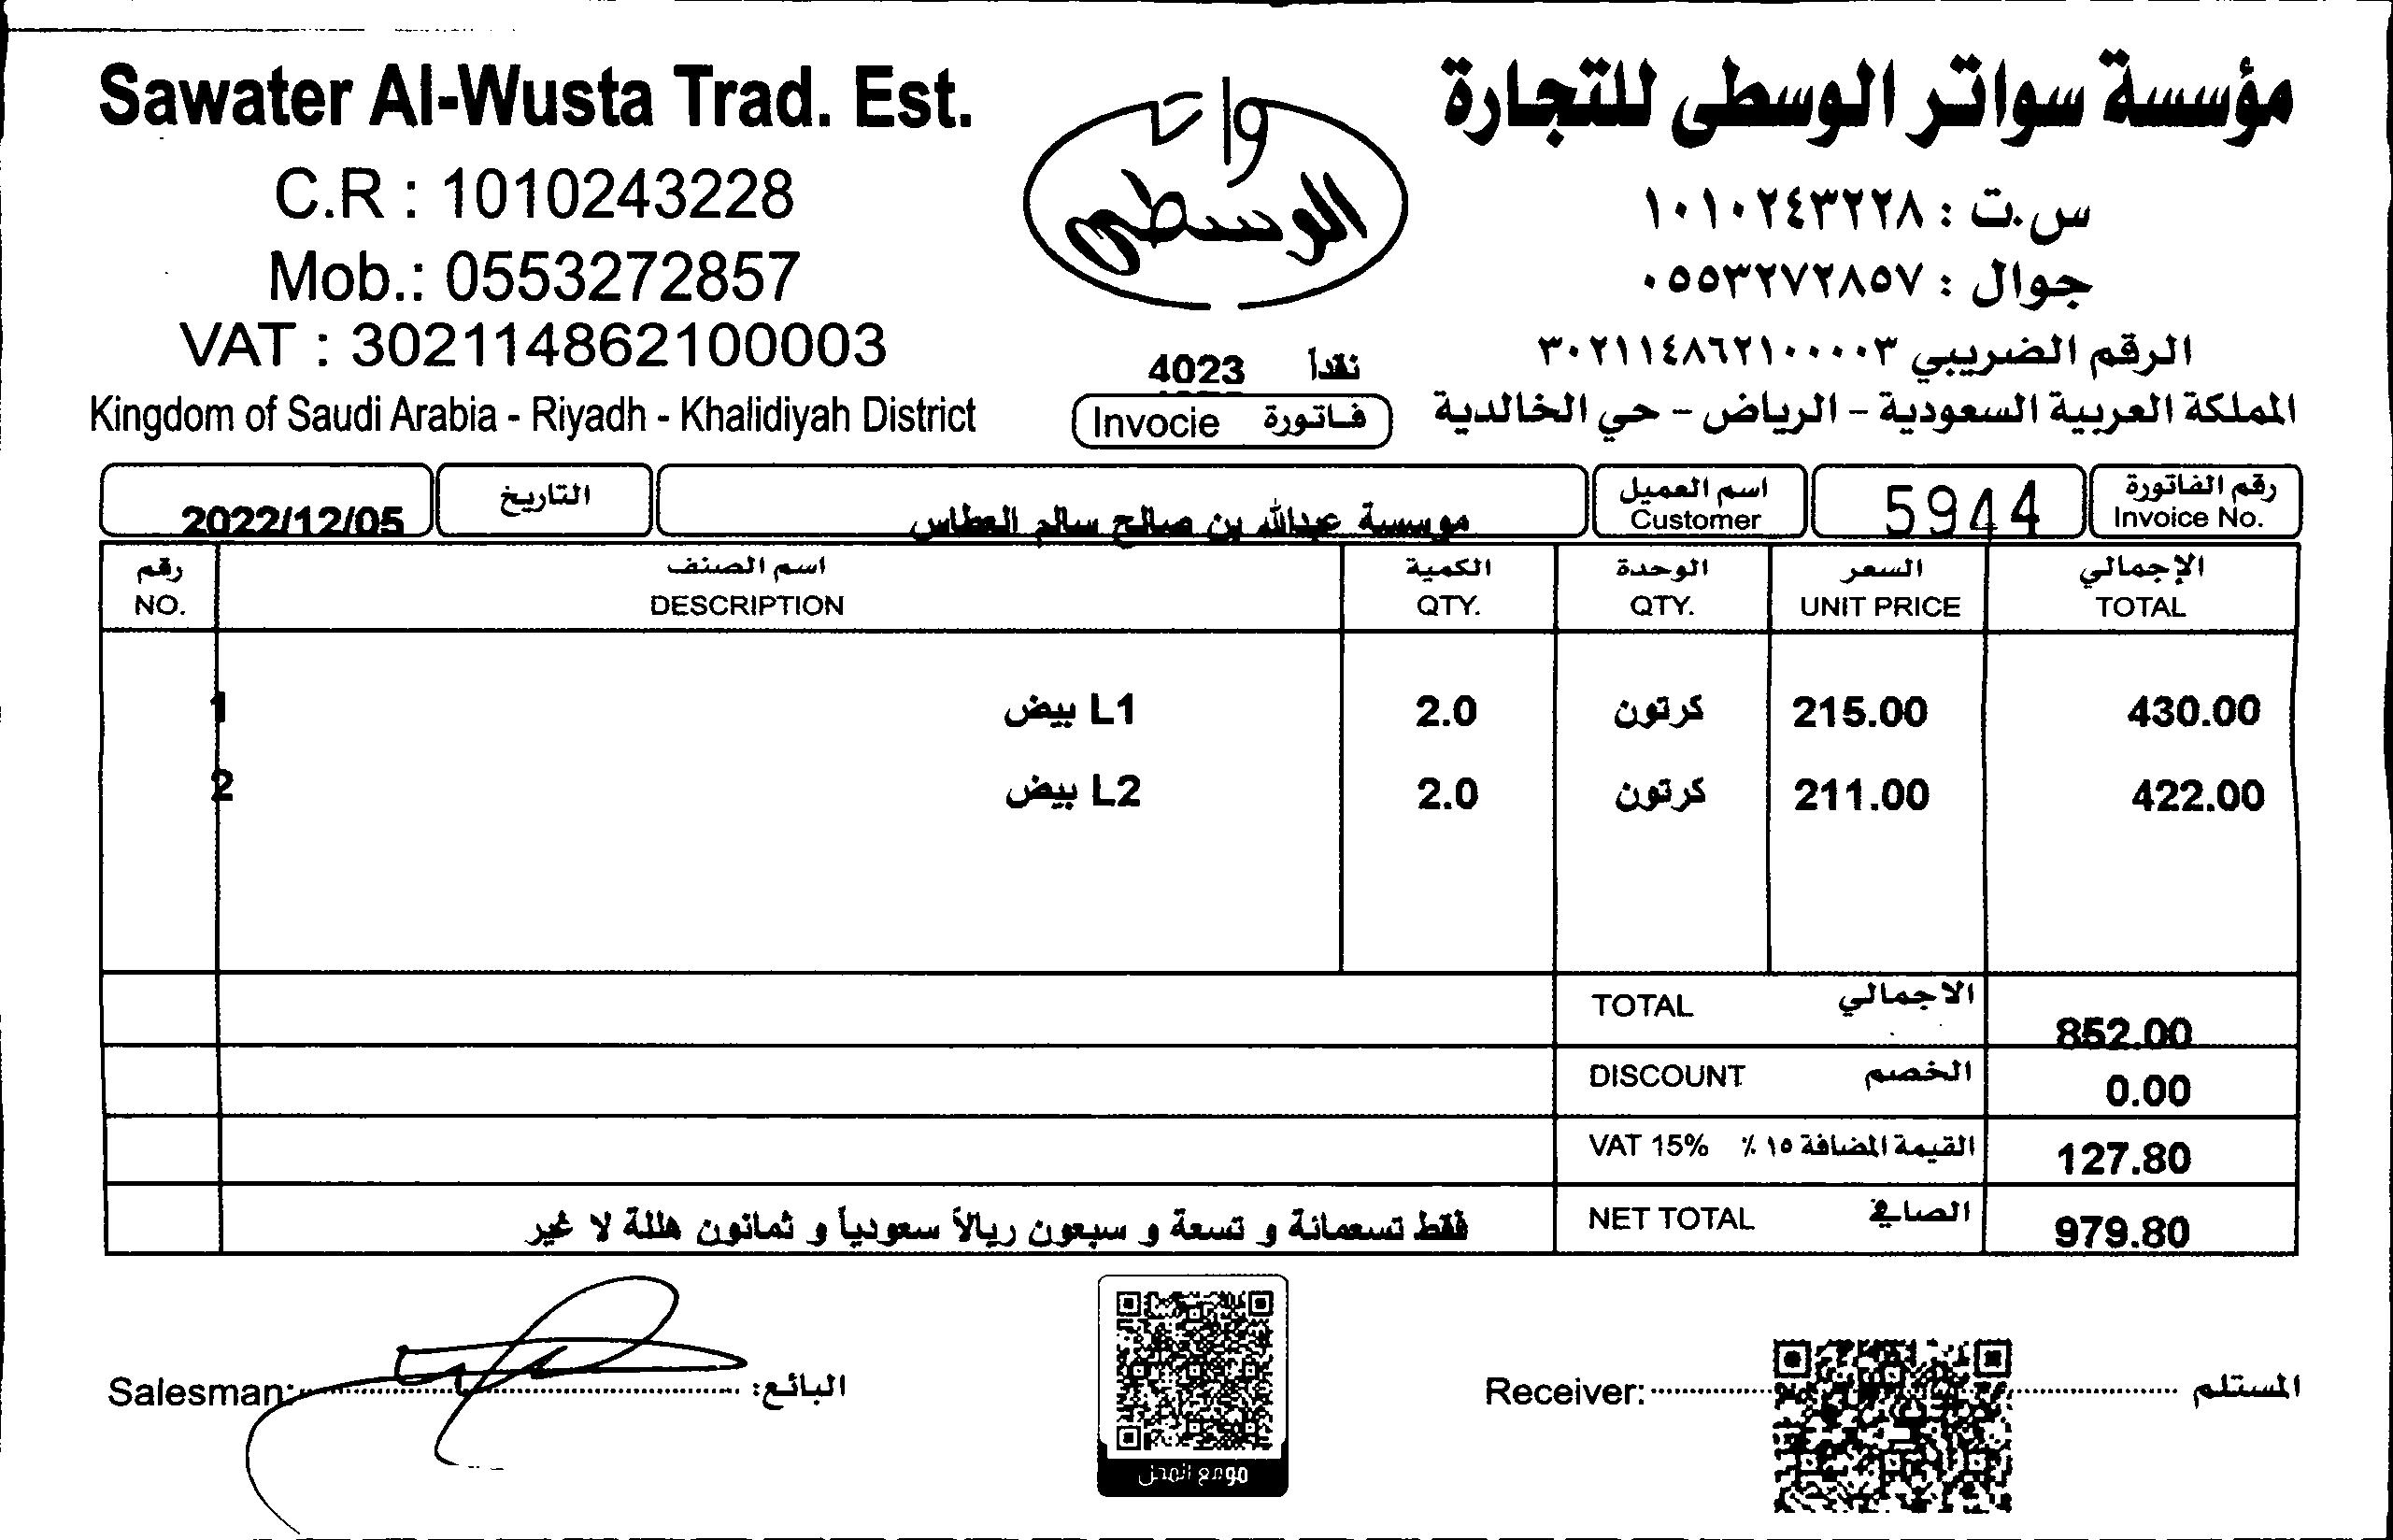 Sawater Al-Wusta Trad. Est.
C.R : 1010243228
Mob.: 0553272857
VAT : 302114862100003
Kingdom of Saudi Arabia - Riyadh - Khalidiyah District
الوسطى
مؤسسة سواتر الوسطى للتجارة
س.ت : ١٠١٠٢٤٣٢٢٨
جوال : ٠٥٥٣٢٧٢٨٥٧
الرقم الضريبي ٣٠٢١١٤٨٦٢١٠٠٠٠٣
المملكة العربية السعودية - الرياض - حي الخالدية
4023 نقداً
Invocie فاتورة
2022/12/05 التاريخ موسسة عبدالله بن صالح سالم العطاس اسم العميل Customer 5944 رقم الفاتورة Invoice No.
رقم اسم الصنف الكمية الوحدة السعر الإجمالي
NO. DESCRIPTION QTY. QTY. UNIT PRICE TOTAL
1 بيض L1 2.0 كرتون 215.00 430.00
2 بيض L2 2.0 كرتون 211.00 422.00
TOTAL الاجمالي 852.00
DISCOUNT الخصم 0.00
VAT 15% القيمة المضافة ١٥ ٪ 127.80
فقط تسعمائة و تسعة و سبعون ريالاً سعودياً و ثمانون هللة لا غير NET TOTAL الصافي 979.80
Salesman: البائع:
موقع المحل
Receiver: المستلم